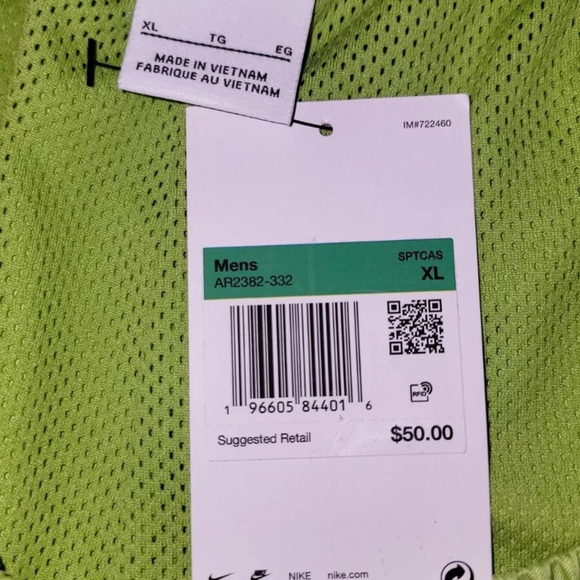 XL TG EG
MADE IN VIETNAM
FABRIQUE AU VIETNAM
IM#722460
Mens SPTCAS
AR2382-332 XL
1 96605 84401 6
RFID
Suggested Retail $50.00
NIKE nike.com